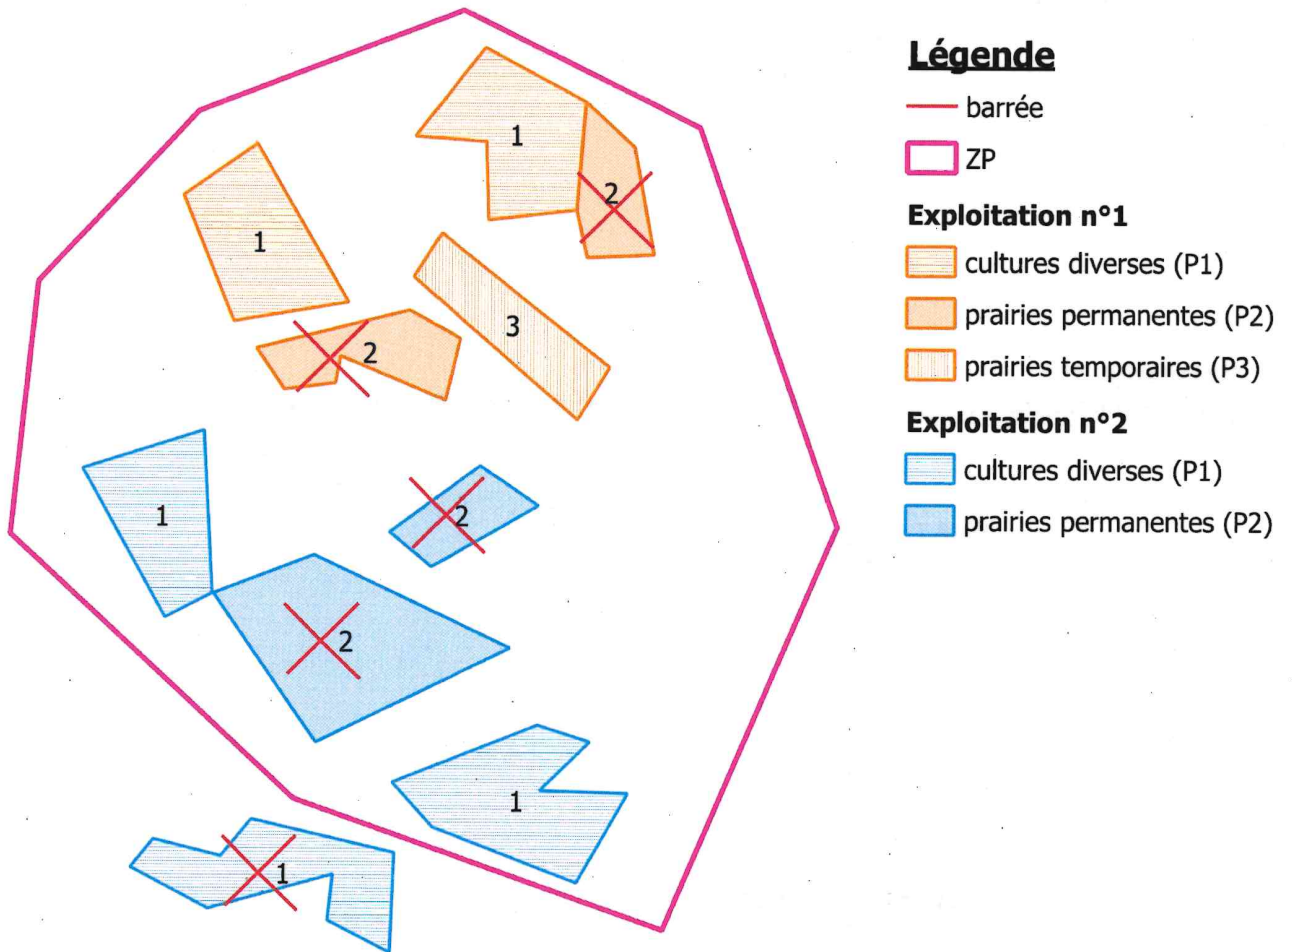 Légende
barrée
ZP
Exploitation n°1
cultures diverses (P1)
prairies permanentes (P2)
prairies temporaires (P3)
Exploitation n°2
cultures diverses (P1)
prairies permanentes (P2)
1
2
1
3
2
1
2
2
1
1